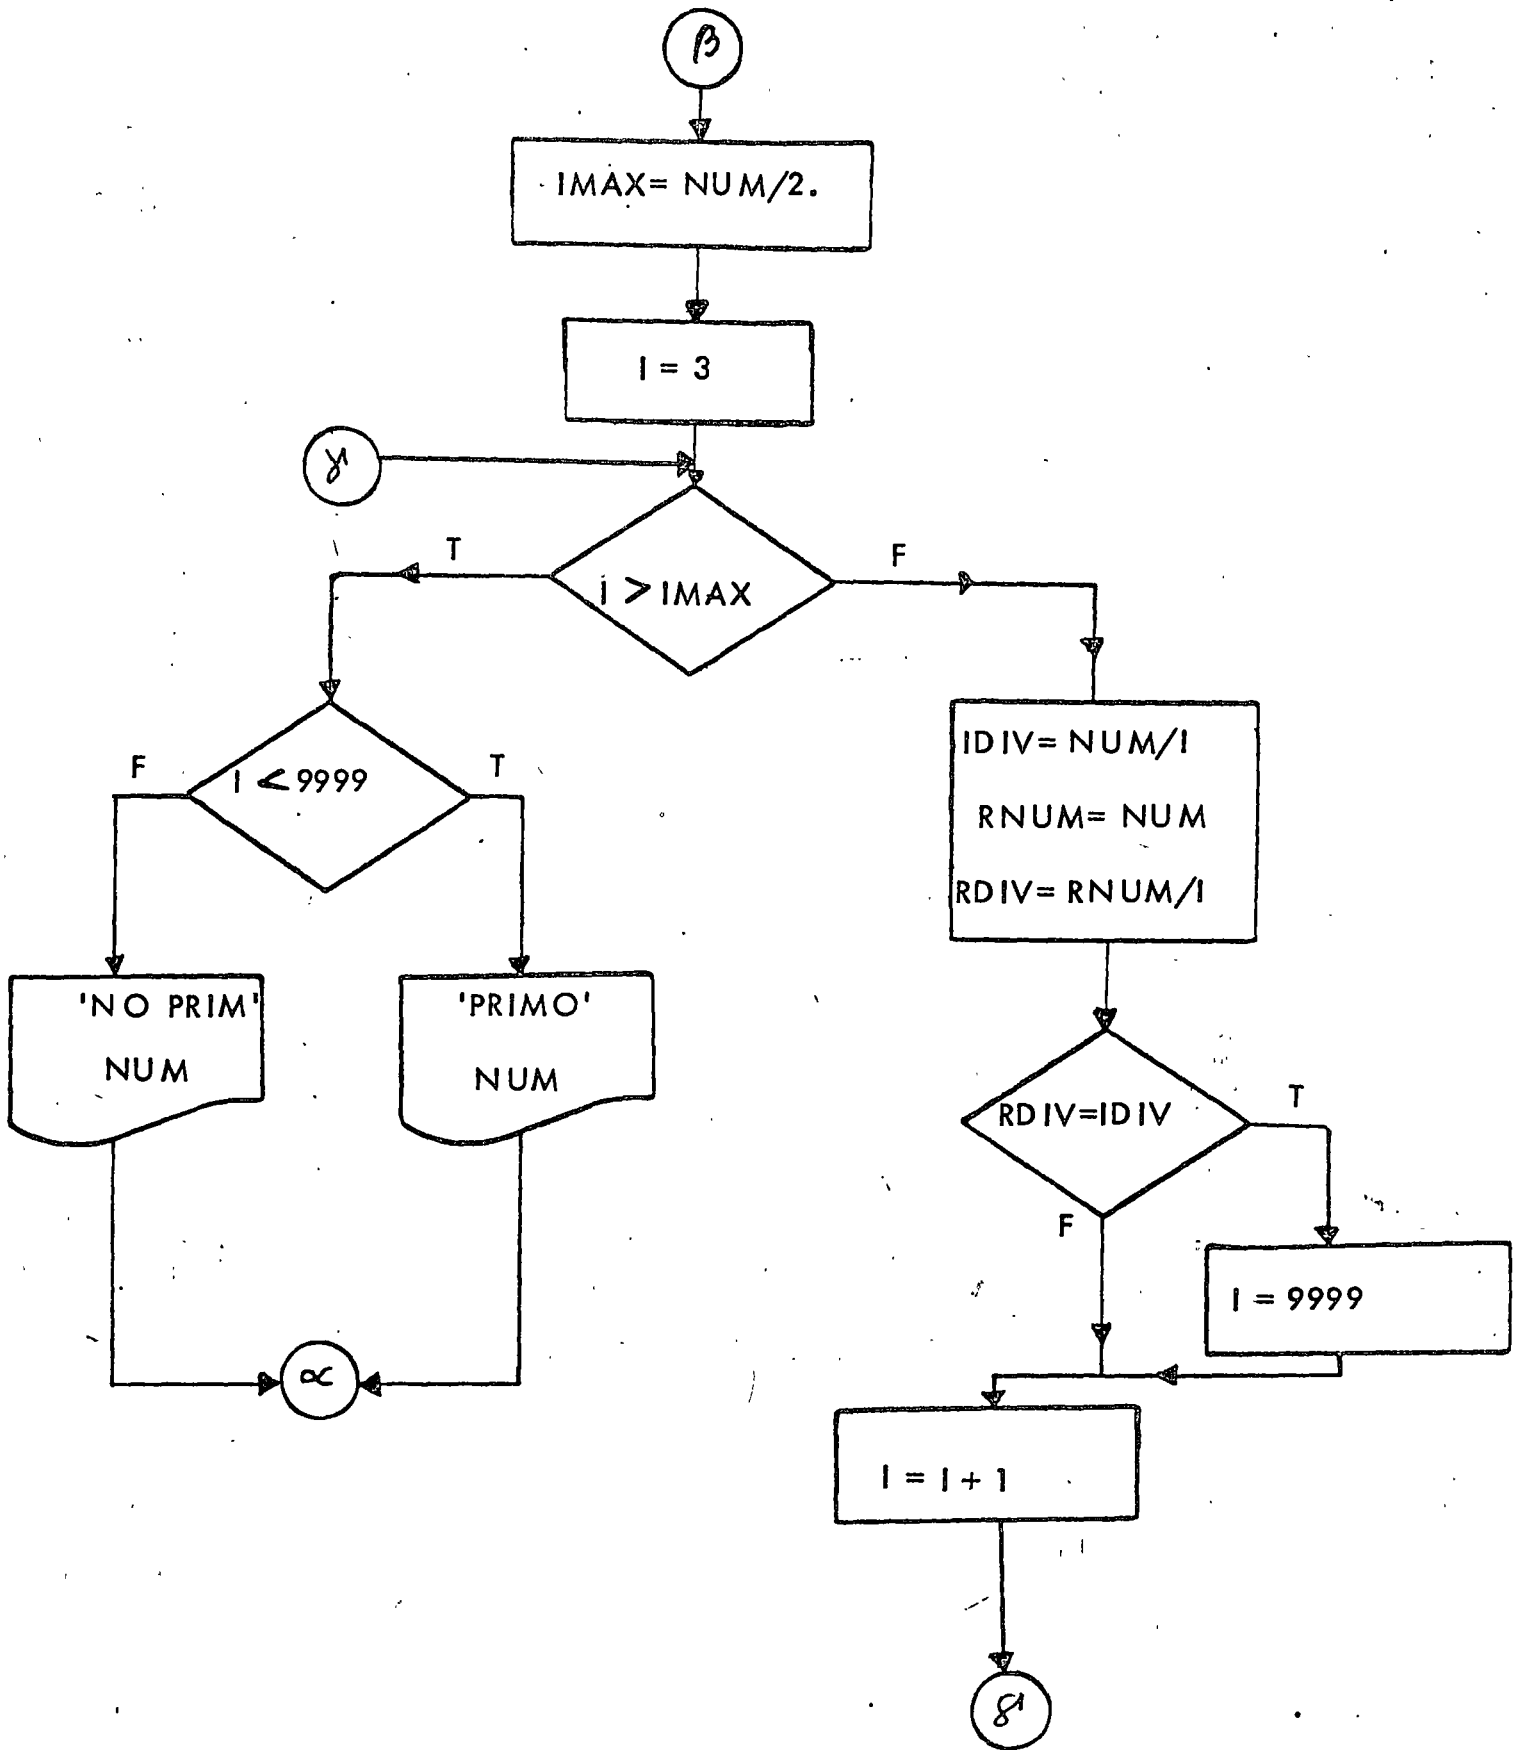 β
IMAX= NUM/2.
I = 3
T
F
i > IMAX
F
I < 9999
T
IDIV= NUM/I
RNUM= NUM
RDIV= RNUM/I
'NO PRIM'
NUM
'PRIMO'
NUM
RDIV=IDIV
T
F
I = 9999
∝
I = I + 1